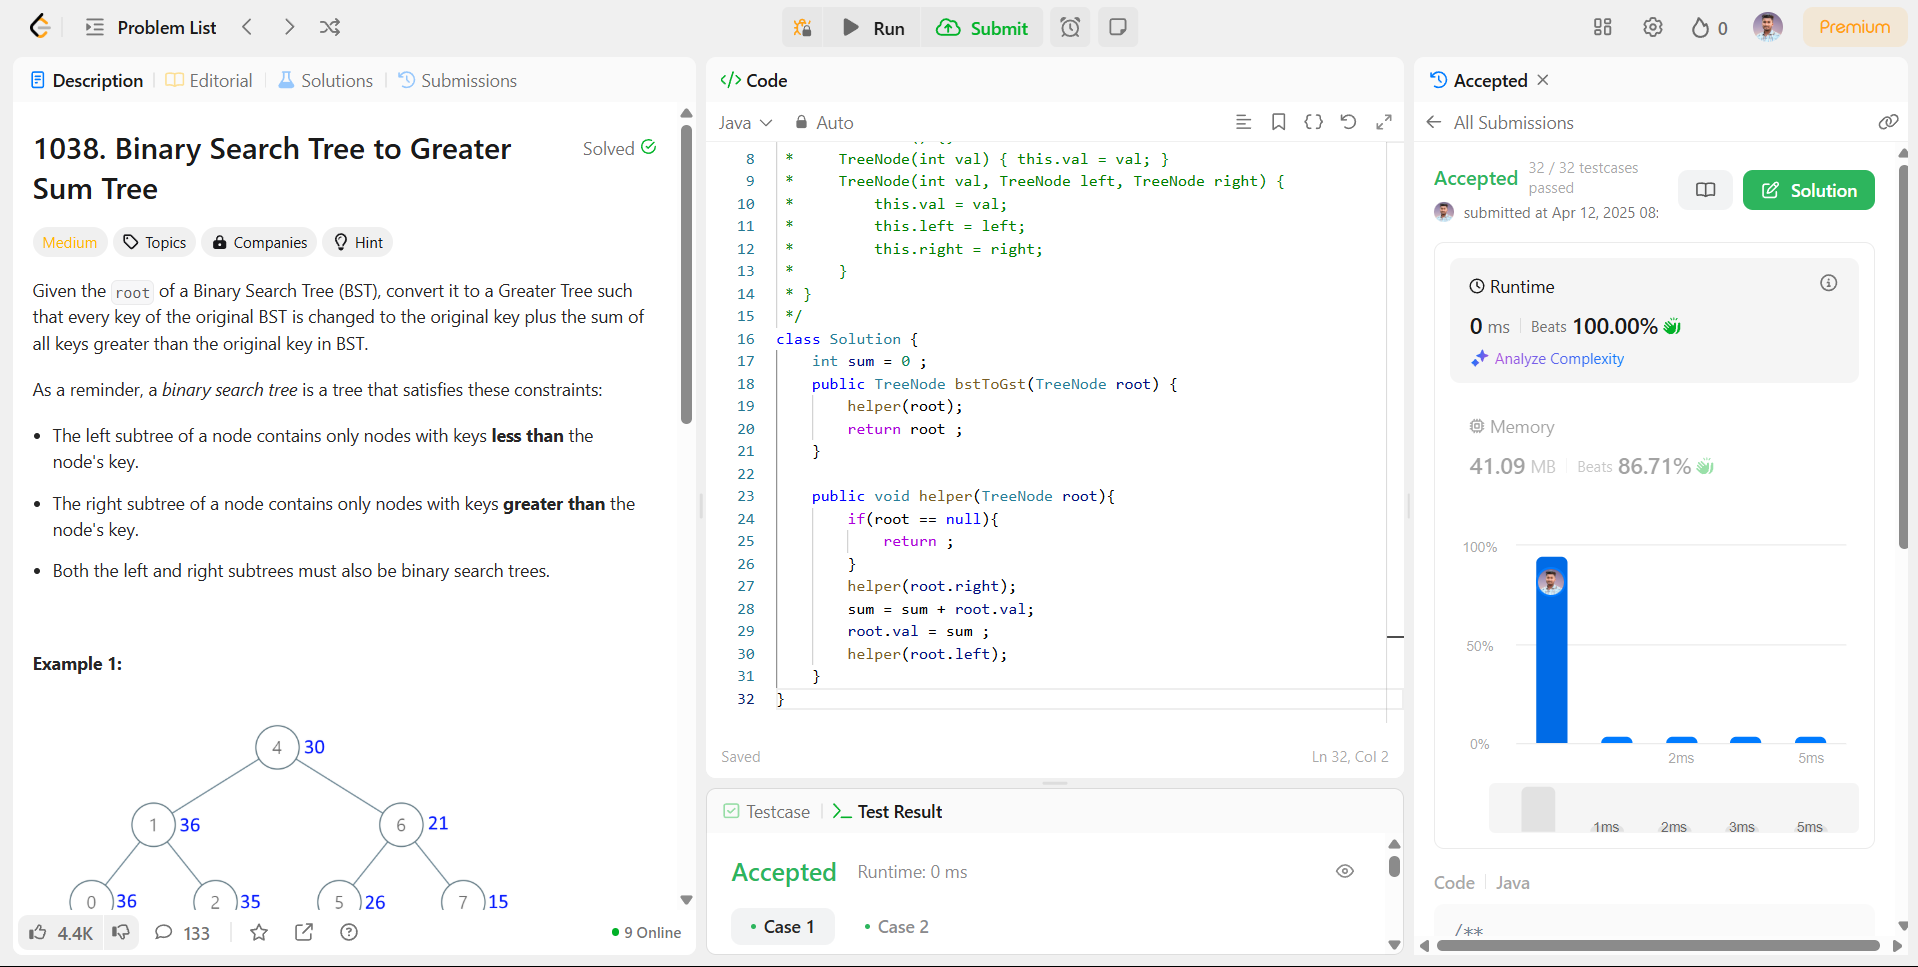 Problem List
Run
Submit
0
Premium
Description
Editorial
Solutions
Submissions
1038. Binary Search Tree to Greater
Sum Tree
Solved
Medium
Topics
Companies
Hint
Given the root of a Binary Search Tree (BST), convert it to a Greater Tree such
that every key of the original BST is changed to the original key plus the sum of
all keys greater than the original key in BST.
As a reminder, a binary search tree is a tree that satisfies these constraints:
• The left subtree of a node contains only nodes with keys less than the
node's key.
• The right subtree of a node contains only nodes with keys greater than the
node's key.
• Both the left and right subtrees must also be binary search trees.
Example 1:
4 30
1 36
6 21
0 36
2 35
5 26
7 15
4.4K
133
9 Online
</> Code
Java
Auto
8 *     TreeNode(int val) { this.val = val; }
9 *     TreeNode(int val, TreeNode left, TreeNode right) {
10 *         this.val = val;
11 *         this.left = left;
12 *         this.right = right;
13 *     }
14 * }
15 */
16 class Solution {
17     int sum = 0 ;
18     public TreeNode bstToGst(TreeNode root) {
19         helper(root);
20         return root ;
21     }
22
23     public void helper(TreeNode root){
24         if(root == null){
25             return ;
26         }
27         helper(root.right);
28         sum = sum + root.val;
29         root.val = sum ;
30         helper(root.left);
31     }
32 }
Saved
Ln 32, Col 2
Testcase
Test Result
Accepted
Runtime: 0 ms
• Case 1
• Case 2
Accepted
All Submissions
Accepted
32 / 32 testcases
passed
submitted at Apr 12, 2025 08:
Solution
Runtime
0 ms
Beats 100.00%
Analyze Complexity
Memory
41.09 MB
Beats 86.71%
100%
50%
0%
2ms
5ms
1ms
2ms
3ms
5ms
Code
Java
/**